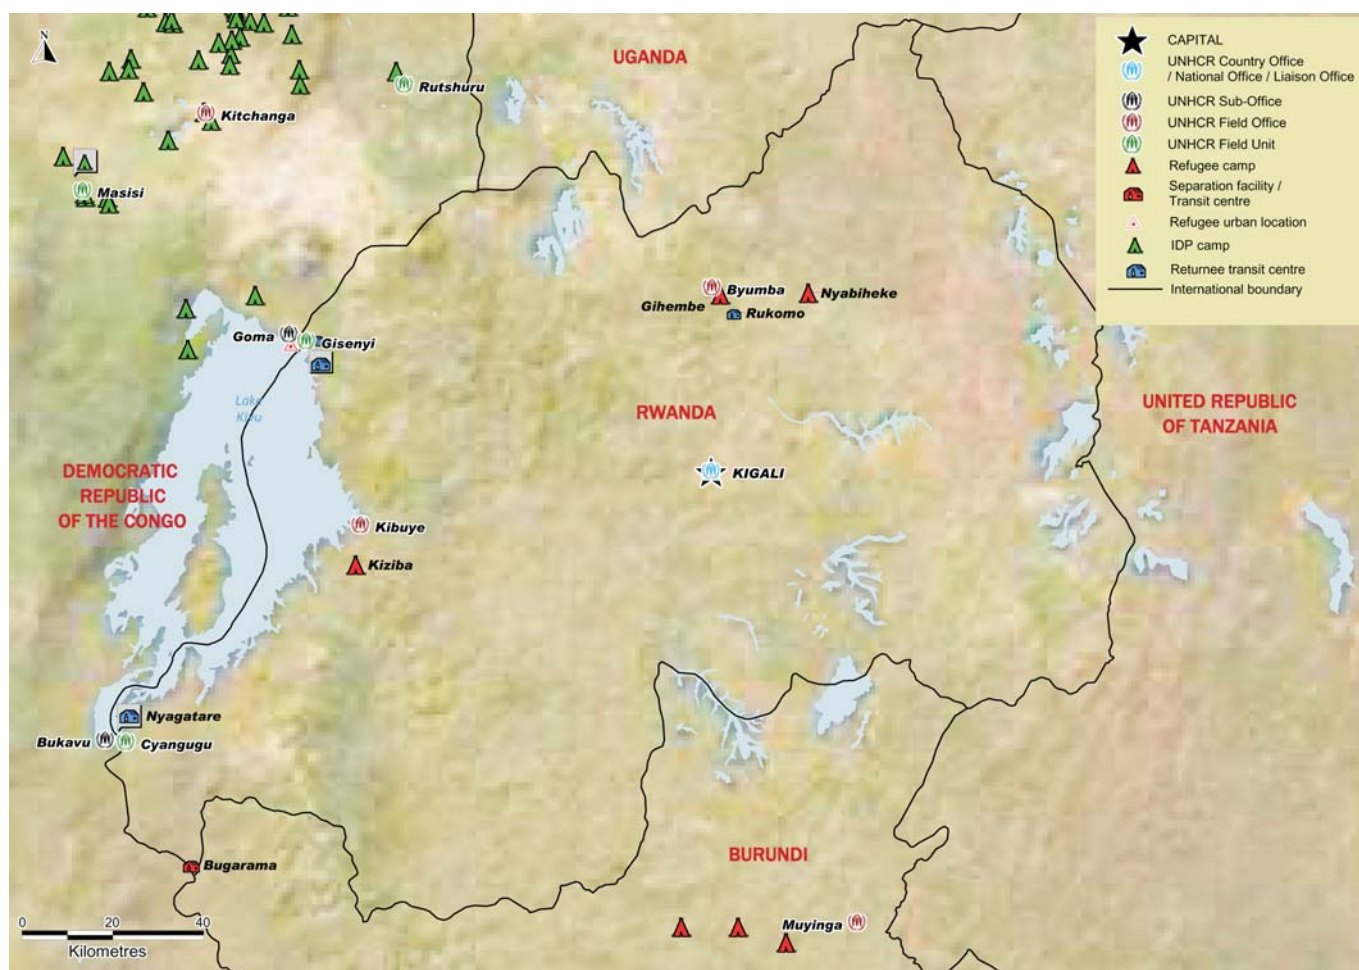 N
UGANDA
Rutshuru
Kitchanga
Masisi
CAPITAL
UNHCR Country Office
/ National Office / Liaison Office
UNHCR Sub-Office
UNHCR Field Office
UNHCR Field Unit
Refugee camp
Separation facility /
Transit centre
Refugee urban location
IDP camp
Returnee transit centre
International boundary
Byumba
Gihembe
Nyabiheke
Rukomo
Goma
Gisenyi
Lake
Kivu
RWANDA
UNITED REPUBLIC
OF TANZANIA
KIGALI
DEMOCRATIC
REPUBLIC
OF THE CONGO
Kibuye
Kiziba
Nyagatare
Bukavu
Cyangugu
BURUNDI
Bugarama
Muyinga
0 20 40
Kilometres